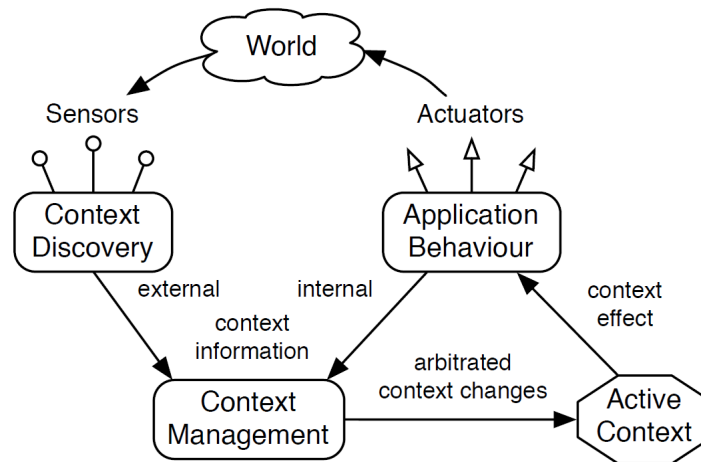 World
Sensors
Actuators
Context
Discovery
Application
Behaviour
external
internal
context
information
context
effect
arbitrated
context changes
Context
Management
Active
Context